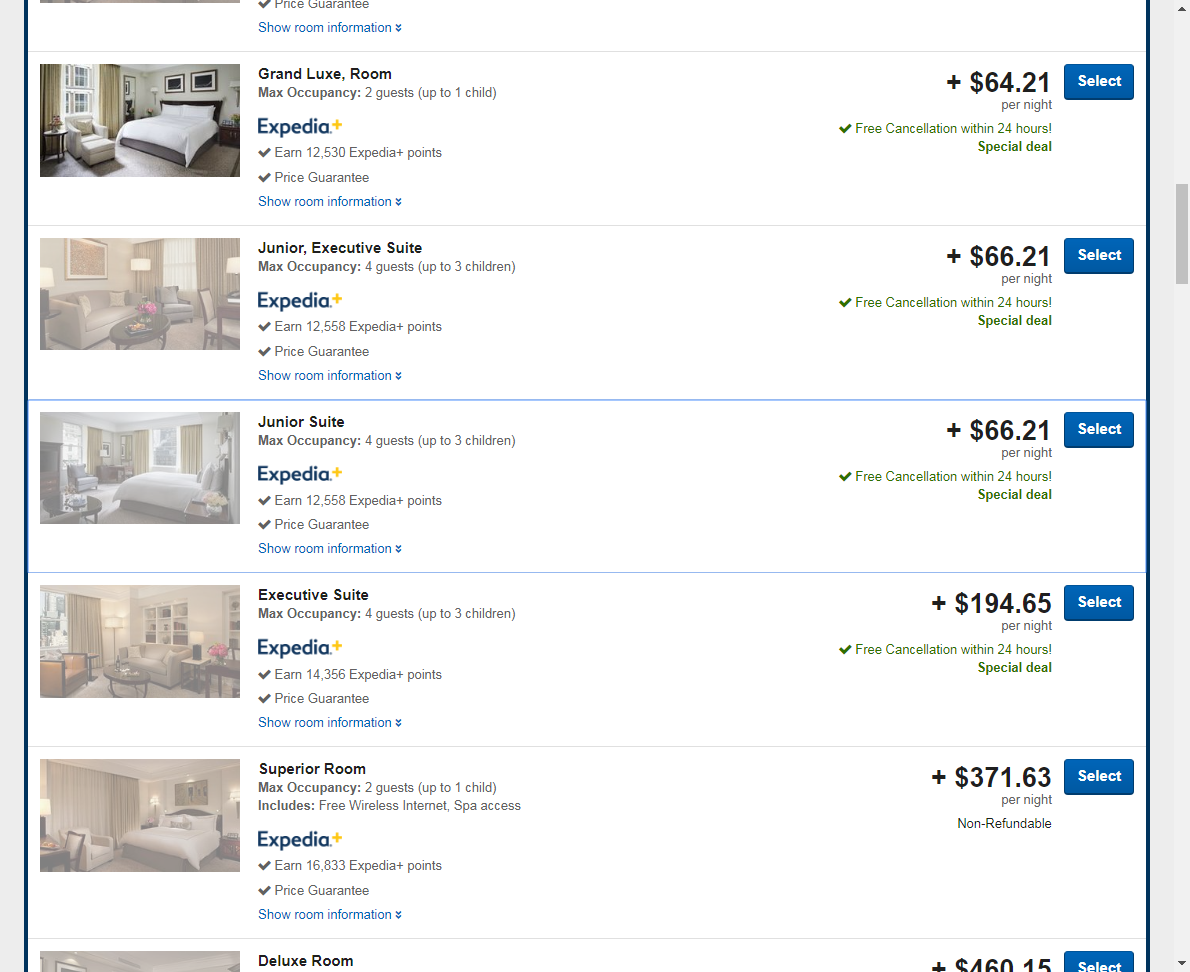 Price Guarantee
Show room information
Grand Luxe, Room
Max Occupancy: 2 guests (up to 1 child)
Expedia+
Earn 12,530 Expedia+ points
Price Guarantee
Show room information
+ $64.21
per night
Free Cancellation within 24 hours!
Special deal
Select
Junior, Executive Suite
Max Occupancy: 4 guests (up to 3 children)
Expedia+
Earn 12,558 Expedia+ points
Price Guarantee
Show room information
+ $66.21
per night
Free Cancellation within 24 hours!
Special deal
Select
Junior Suite
Max Occupancy: 4 guests (up to 3 children)
Expedia+
Earn 12,558 Expedia+ points
Price Guarantee
Show room information
+ $66.21
per night
Free Cancellation within 24 hours!
Special deal
Select
Executive Suite
Max Occupancy: 4 guests (up to 3 children)
Expedia+
Earn 14,356 Expedia+ points
Price Guarantee
Show room information
+ $194.65
per night
Free Cancellation within 24 hours!
Special deal
Select
Superior Room
Max Occupancy: 2 guests (up to 1 child)
Includes: Free Wireless Internet, Spa access
Expedia+
Earn 16,833 Expedia+ points
Price Guarantee
Show room information
+ $371.63
per night
Non-Refundable
Select
Deluxe Room
+ $460.15
Select